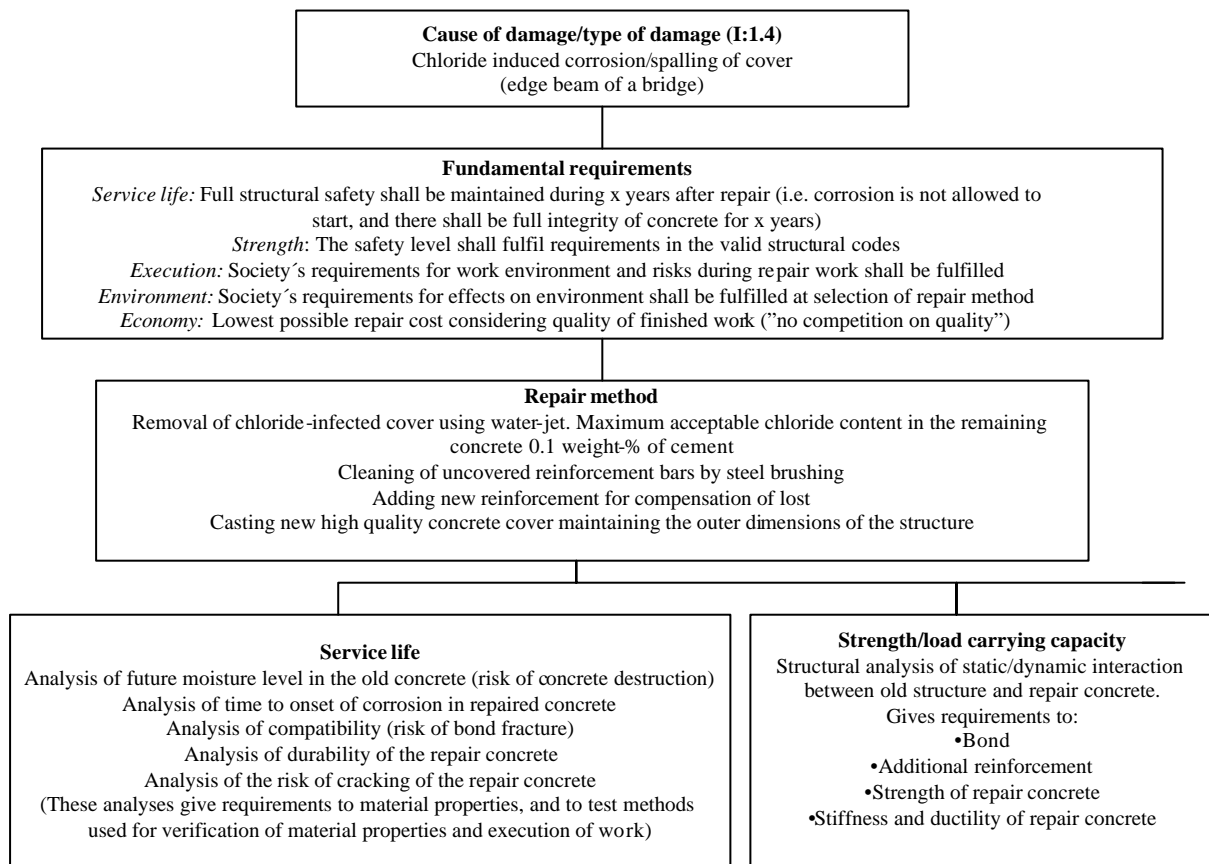 Cause of damage/type of damage (I:1.4)
Chloride induced corrosion/spalling of cover
(edge beam of a bridge)
Fundamental requirements
Service life: Full structural safety shall be maintained during x years after repair (i.e. corrosion is not allowed to
start, and there shall be full integrity of concrete for x years)
Strength: The safety level shall fulfil requirements in the valid structural codes
Execution: Society´s requirements for work environment and risks during repair work shall be fulfilled
Environment: Society´s requirements for effects on environment shall be fulfilled at selection of repair method
Economy: Lowest possible repair cost considering quality of finished work (”no competition on quality”)
Repair method
Removal of chloride-infected cover using water-jet. Maximum acceptable chloride content in the remaining
concrete 0.1 weight-% of cement
Cleaning of uncovered reinforcement bars by steel brushing
Adding new reinforcement for compensation of lost
Casting new high quality concrete cover maintaining the outer dimensions of the structure
Service life
Analysis of future moisture level in the old concrete (risk of concrete destruction)
Analysis of time to onset of corrosion in repaired concrete
Analysis of compatibility (risk of bond fracture)
Analysis of durability of the repair concrete
Analysis of the risk of cracking of the repair concrete
(These analyses give requirements to material properties, and to test methods
used for verification of material properties and execution of work)
Strength/load carrying capacity
Structural analysis of static/dynamic interaction
between old structure and repair concrete.
Gives requirements to:
•Bond
•Additional reinforcement
•Strength of repair concrete
•Stiffness and ductility of repair concrete